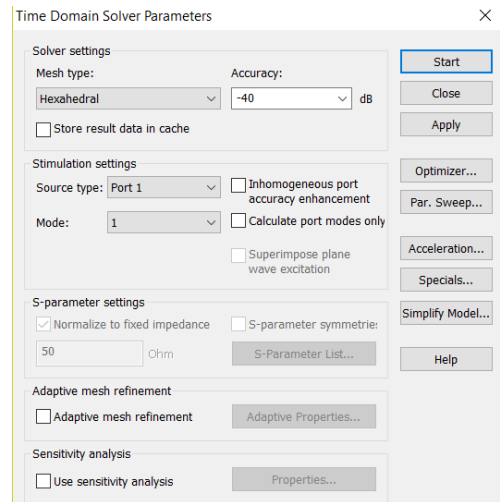 Time Domain Solver Parameters
Solver settings
Mesh type:
Accuracy:
Hexahedral
-40
dB
Store result data in cache
Stimulation settings
Source type:
Port 1
Inhomogeneous port
accuracy enhancement
Mode:
1
Calculate port modes only
Superimpose plane
wave excitation
S-parameter settings
Normalize to fixed impedance
S-parameter symmetries
50
Ohm
S-Parameter List...
Adaptive mesh refinement
Adaptive mesh refinement
Adaptive Properties...
Sensitivity analysis
Use sensitivity analysis
Properties...
Start
Close
Apply
Optimizer...
Par. Sweep...
Acceleration...
Specials...
Simplify Model...
Help